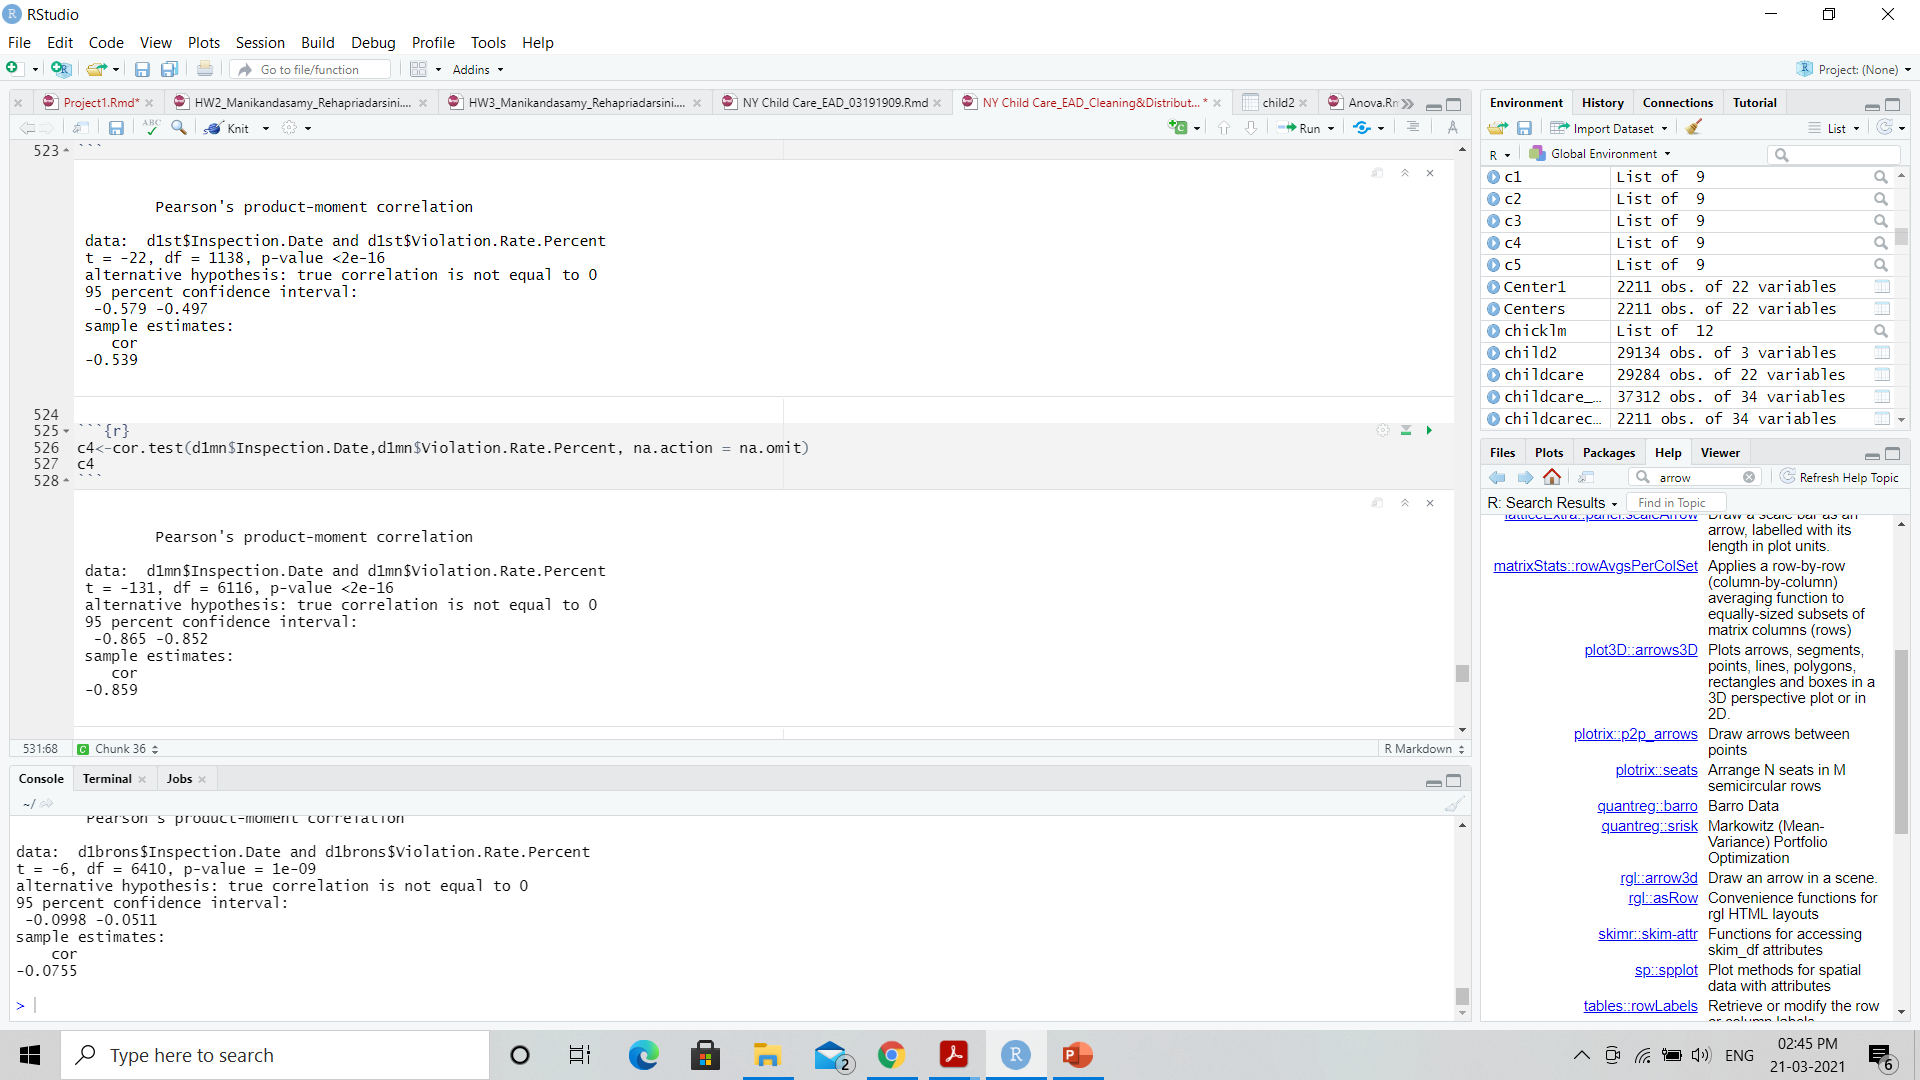 RStudio
File Edit Code View Plots Session Build Debug Profile Tools Help
Go to file/function Addins Project: (None)
Project1.Rmd* HW2_Manikandasamy_Rehapriadarsini.... HW3_Manikandasamy_Rehapriadarsini.... NY Child Care_EAD_03191909.Rmd NY Child Care_EAD_Cleaning&Distribut...* child2 Anova.Rn
ABC Knit Run
523 ```
Pearson's product-moment correlation
data: d1st$Inspection.Date and d1st$Violation.Rate.Percent
t = -22, df = 1138, p-value <2e-16
alternative hypothesis: true correlation is not equal to 0
95 percent confidence interval:
-0.579 -0.497
sample estimates:
cor
-0.539
524
525 ```{r}
526 c4<-cor.test(d1mn$Inspection.Date,d1mn$Violation.Rate.Percent, na.action = na.omit)
527 c4
528 ```
Pearson's product-moment correlation
data: d1mn$Inspection.Date and d1mn$Violation.Rate.Percent
t = -131, df = 6116, p-value <2e-16
alternative hypothesis: true correlation is not equal to 0
95 percent confidence interval:
-0.865 -0.852
sample estimates:
cor
-0.859
531:68 C Chunk 36 R Markdown
Console Terminal Jobs
~/
Pearson's product-moment correlation
data: d1brons$Inspection.Date and d1brons$Violation.Rate.Percent
t = -6, df = 6410, p-value = 1e-09
alternative hypothesis: true correlation is not equal to 0
95 percent confidence interval:
-0.0998 -0.0511
sample estimates:
cor
-0.0755
>
Environment History Connections Tutorial
Import Dataset List
R Global Environment
c1 List of 9
c2 List of 9
c3 List of 9
c4 List of 9
c5 List of 9
Center1 2211 obs. of 22 variables
Centers 2211 obs. of 22 variables
chicklm List of 12
child2 29134 obs. of 3 variables
childcare 29284 obs. of 22 variables
childcare_... 37312 obs. of 34 variables
childcarec... 2211 obs. of 34 variables
Files Plots Packages Help Viewer
arrow Refresh Help Topic
R: Search Results Find in Topic
latticeExtra::panel.scaleArrow Draw a scale bar as an
arrow, labelled with its
length in plot units.
matrixStats::rowAvgsPerColSet Applies a row-by-row
(column-by-column)
averaging function to
equally-sized subsets of
matrix columns (rows)
plot3D::arrows3D Plots arrows, segments,
points, lines, polygons,
rectangles and boxes in a
3D perspective plot or in
2D.
plotrix::p2p_arrows Draw arrows between
points
plotrix::seats Arrange N seats in M
semicircular rows
quantreg::barro Barro Data
quantreg::srisk Markowitz (Mean-
Variance) Portfolio
Optimization
rgl::arrow3d Draw an arrow in a scene.
rgl::asRow Convenience functions for
rgl HTML layouts
skimr::skim-attr Functions for accessing
skim_df attributes
sp::spplot Plot methods for spatial
data with attributes
tables::rowLabels Retrieve or modify the row
or column labels
Type here to search
2
R
P
ENG
02:45 PM
21-03-2021
6